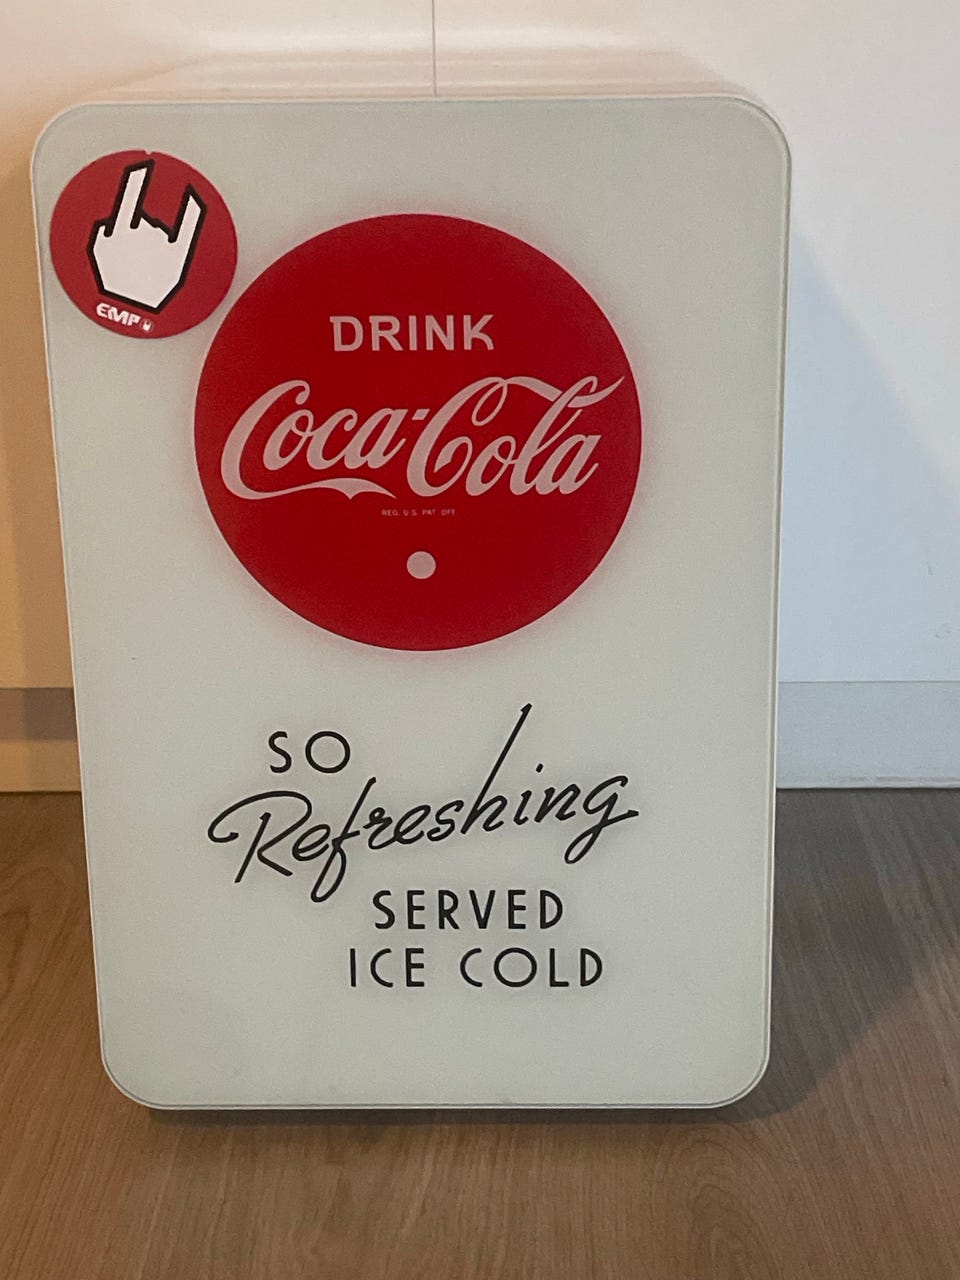 EMP
DRINK
Coca-Cola
REG. U.S. PAT. OFF.
SO
Refreshing
SERVED
ICE COLD